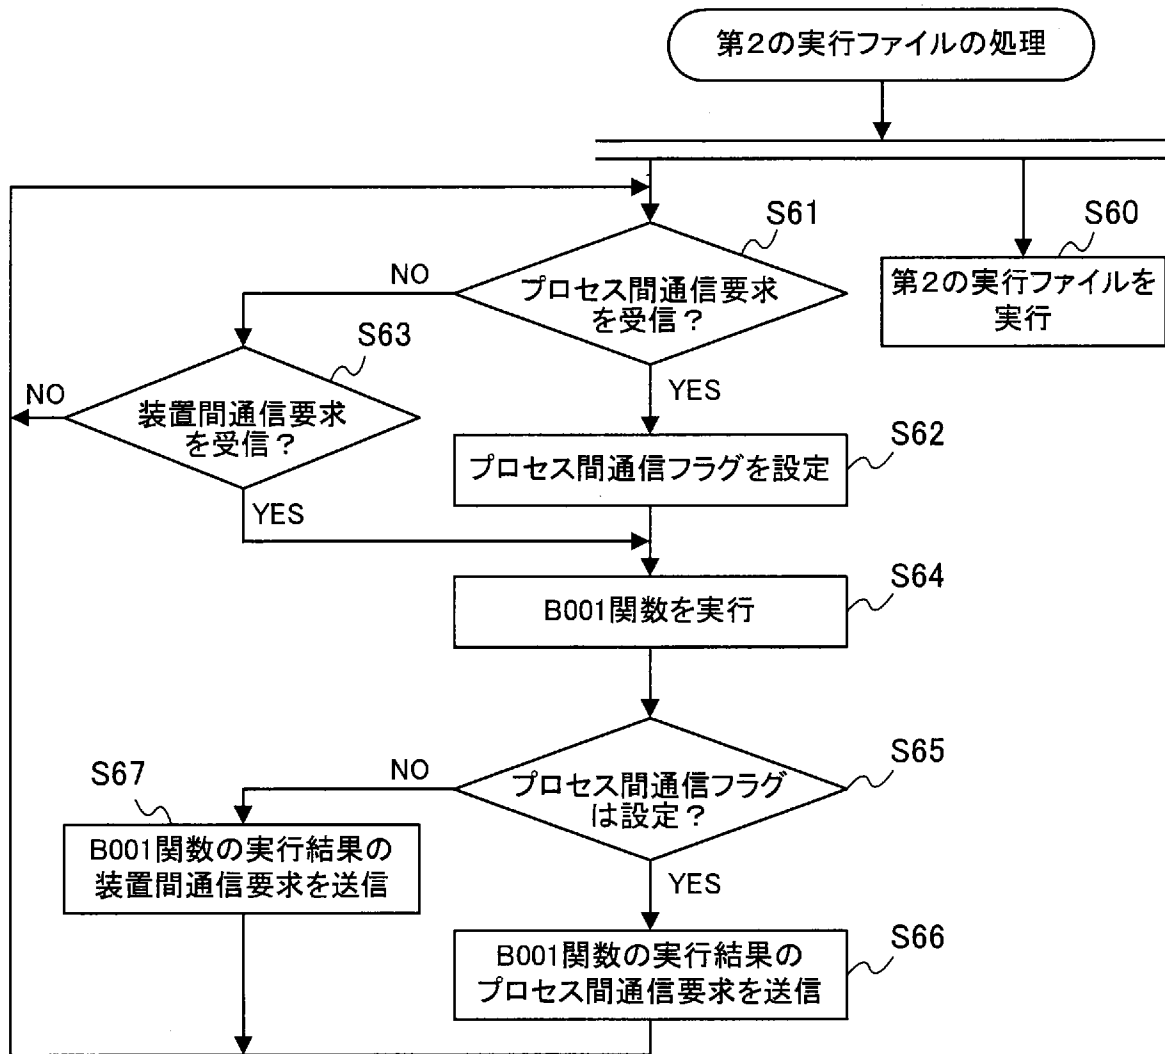 第2の実行ファイルの処理
S61
S60
NO
プロセス間通信要求
を受信？
第2の実行ファイルを
実行
S63
NO
YES
装置間通信要求
を受信？
S62
プロセス間通信フラグを設定
YES
S64
B001関数を実行
S65
S67
NO
プロセス間通信フラグ
は設定？
B001関数の実行結果の
装置間通信要求を送信
YES
S66
B001関数の実行結果の
プロセス間通信要求を送信